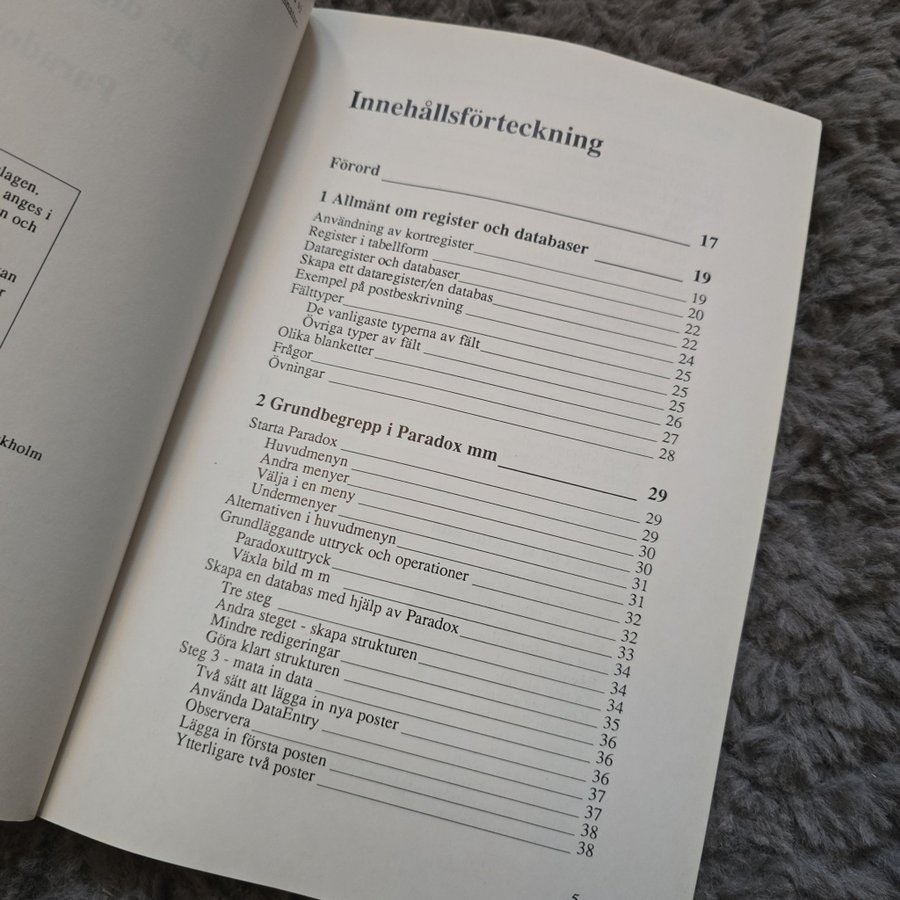 lagen.
anges i
n och
an
r
kholm
Innehållsförteckning
Förord 17
1 Allmänt om register och databaser 19
Användning av kortregister 19
Register i tabellform 20
Dataregister och databaser 22
Skapa ett dataregister/en databas 22
Exempel på postbeskrivning 24
Fälttyper 25
De vanligaste typerna av fält 25
Övriga typer av fält 25
Olika blanketter 26
Frågor 27
Övningar 28
2 Grundbegrepp i Paradox mm 29
Starta Paradox 29
Huvudmenyn 29
Andra menyer 30
Välja i en meny 30
Undermenyer 31
Alternativen i huvudmenyn 31
Grundläggande uttryck och operationer 32
Paradoxuttryck 32
Växla bild m m 33
Skapa en databas med hjälp av Paradox 34
Tre steg 34
Andra steget - skapa strukturen 34
Mindre redigeringar 35
Göra klart strukturen 36
Steg 3 - mata in data 36
Två sätt att lägga in nya poster 36
Använda DataEntry 37
Observera 37
Lägga in första posten 38
Ytterligare två poster 38
5